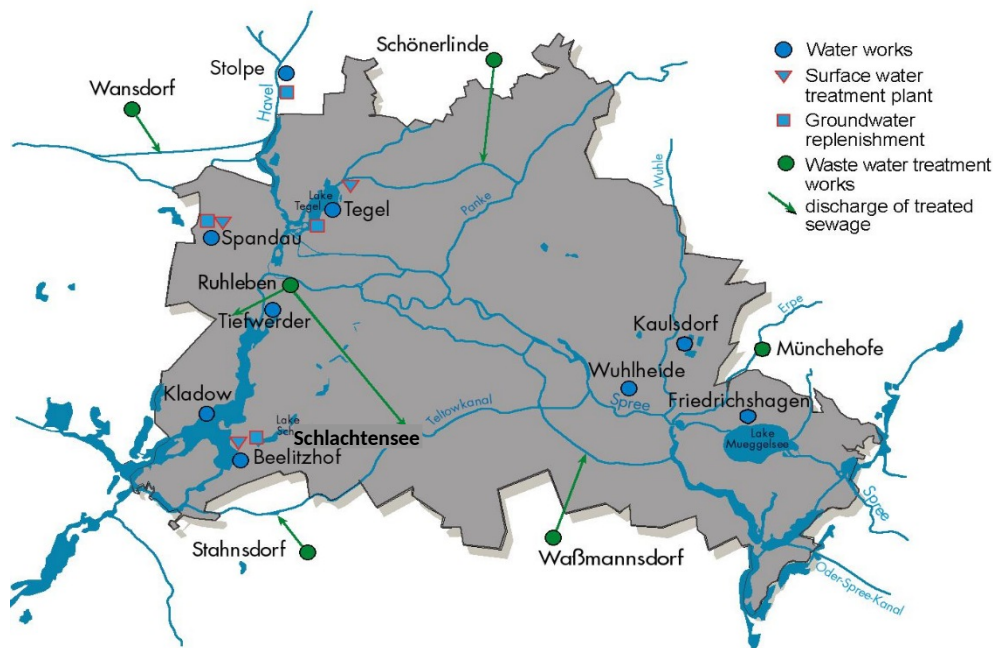 Schönerlinde
Stolpe
Wansdorf
Havel
Water works
Surface water
treatment plant
Groundwater
replenishment
Waste water treatment
works
discharge of treated
sewage
Wuhle
Panke
Lake
Tegel
Tegel
Spandau
Ruhleben
Tiefwerder
Erpe
Kaulsdorf
Münchehofe
Wuhlheide
Spree
Friedrichshagen
Kladow
Teltowkanal
Lake
Sch
Schlachtensee
Lake
Mueggelsee
Beelitzhof
Spree
Stahnsdorf
Waßmannsdorf
Oder-Spree-Kanal